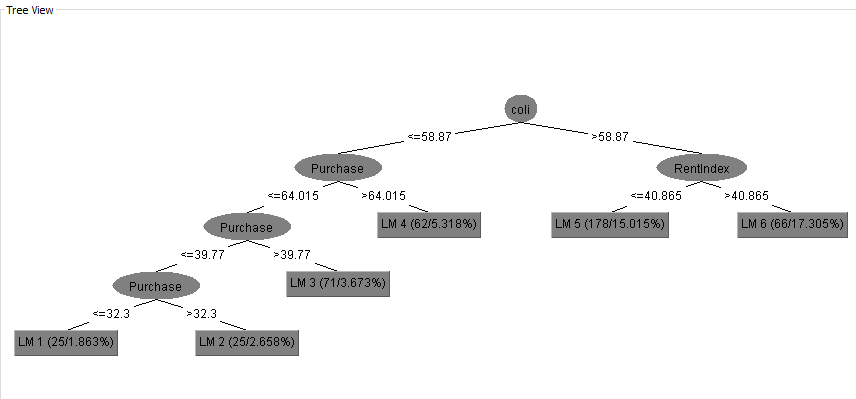 Tree View
coli
<=58.87
>58.87
Purchase
RentIndex
<=64.015
>64.015
<=40.865
>40.865
Purchase
LM 4 (62/5.318%)
LM 5 (178/15.015%)
LM 6 (66/17.305%)
<=39.77
>39.77
Purchase
LM 3 (71/3.673%)
<=32.3
>32.3
LM 1 (25/1.863%)
LM 2 (25/2.658%)